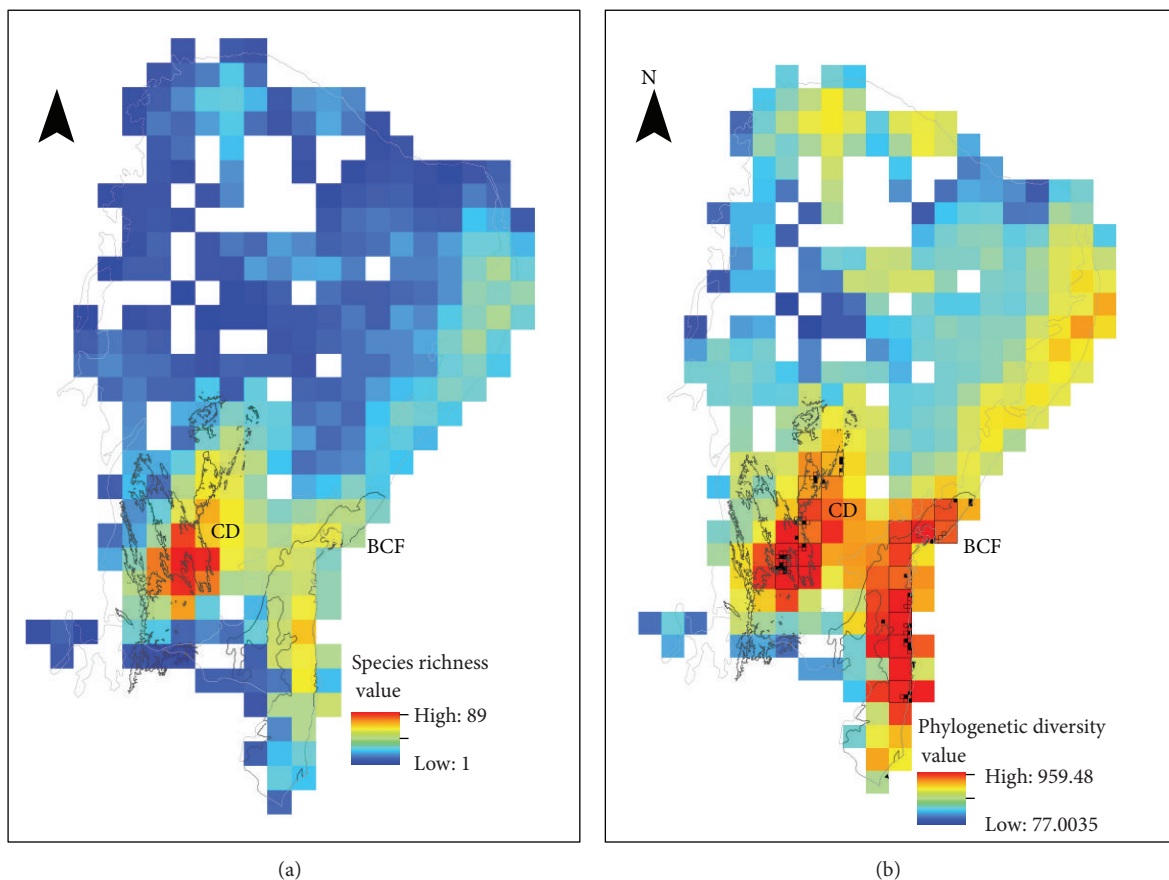 CD
BCF
Species richness
value
High: 89
Low: 1
(a)
N
CD
BCF
Phylogenetic diversity
value
High: 959.48
Low: 77.0035
(b)